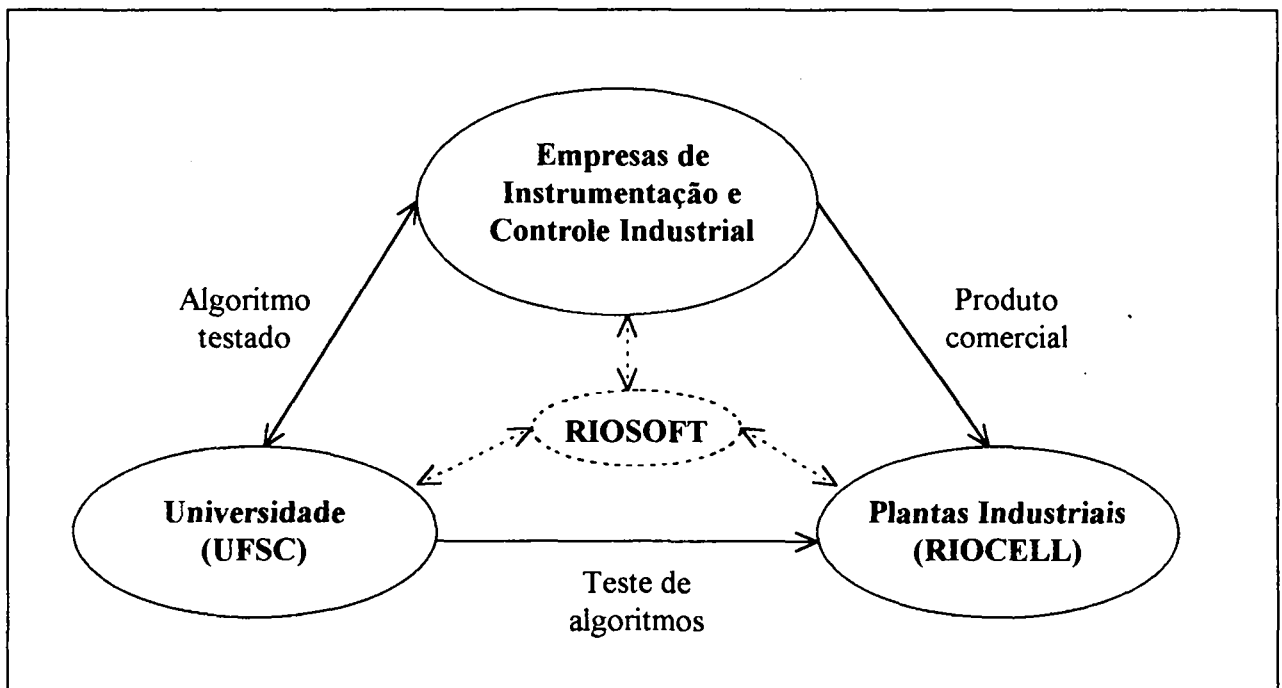 Empresas de
Instrumentação e
Controle Industrial
Algoritmo
testado
Produto
comercial
RIOSOFT
Universidade
(UFSC)
Plantas Industriais
(RIOCELL)
Teste de
algoritmos